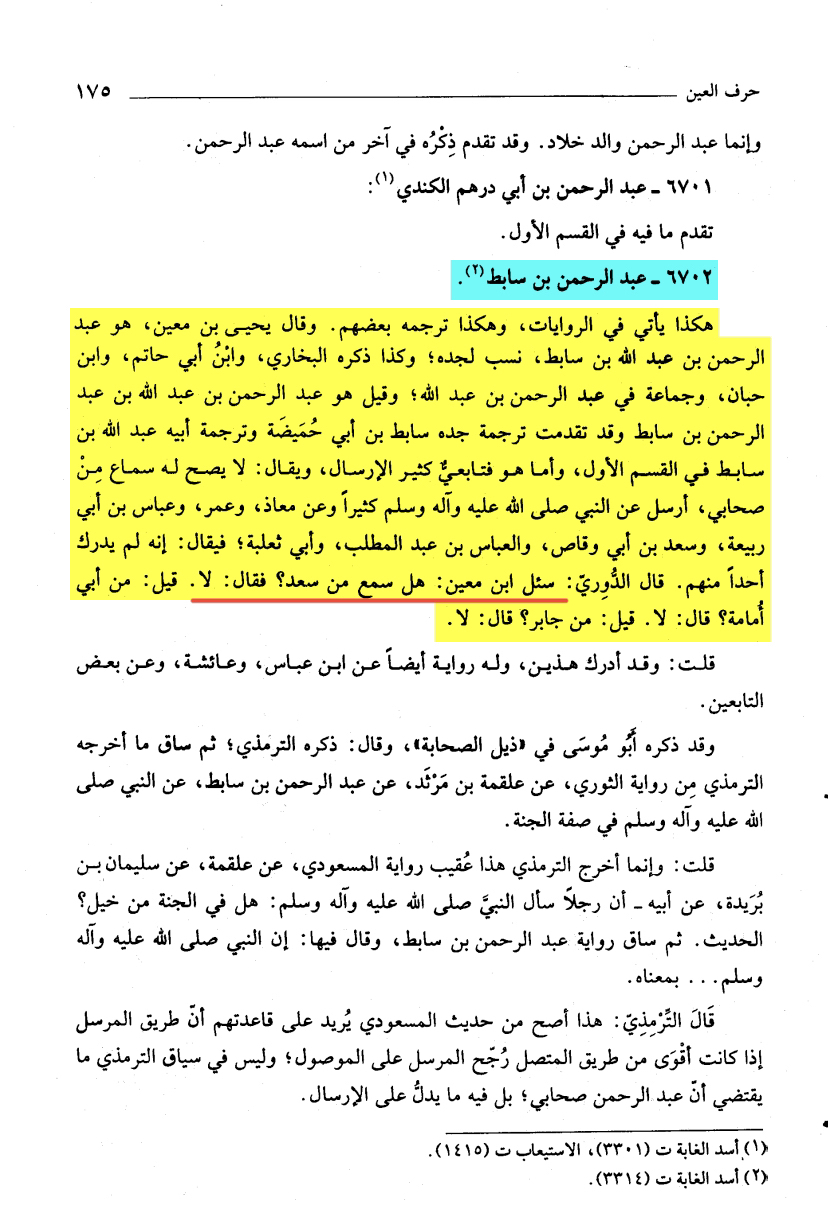 حرف العين ١٧٥
وإنما عبد الرحمن والد خلاد. وقد تقدم ذِكْرُه في آخر من اسمه عبد الرحمن.
٦٧٠١ ـ عبد الرحمن بن أبي درهم الكندي(١):
تقدم ما فيه في القسم الأول.
٦٧٠٢ ـ عبد الرحمن بن سابط(٢).
هكذا يأتي في الروايات، وهكذا ترجمه بعضهم. وقال يحيى بن معين، هو عبد
الرحمن بن عبد الله بن سابط، نسب لجده؛ وكذا ذكره البخاري، وابْنُ أبي حاتم، وابن
حبان، وجماعة في عبد الرحمن بن عبد الله؛ وقيل هو عبد الرحمن بن عبد الله بن عبد
الرحمن بن سابط وقد تقدمت ترجمة جده سابط بن أبي حُمَيضَة وترجمة أبيه عبد الله بن
سابط في القسم الأول، وأما هو فتابعيٌّ كثير الإرسال، ويقال: لا يصح له سماع مِنْ
صحابي، أرسل عن النبي صلى الله عليه وآله وسلم كثيراً وعن معاذ، وعمر، وعباس بن أبي
ربيعة، وسعد بن أبي وقاص، والعباس بن عبد المطلب، وأبي ثعلبة؛ فيقال: إنه لم يدرك
أحداً منهم. قال الدُّورِيّ: سئل ابن معين: هل سمع من سعد؟ فقال: لا. قيل: من أبي
أُمامة؟ قال: لا. قيل: من جابر؟ قال: لا.
قلت: وقد أدرك هذين، وله رواية أيضاً عن ابن عباس، وعائشة، وعن بعض
التابعين.
وقد ذكره أَبُو مُوسَى في «ذيل الصحابة»، وقال: ذكره الترمذي؛ ثم ساق ما أخرجه
الترمذي مِن رواية الثوري، عن علقمة بن مَرْثَد، عن عبد الرحمن بن سابط، عن النبي صلى
الله عليه وآله وسلم في صفة الجنة.
قلت: وإنما أخرج الترمذي هذا عُقيب رواية المسعودي، عن علقمة، عن سليمان بن
بُرَيدة، عن أبيه ـ أن رجلاً سأل النبيَّ صلى الله عليه وآله وسلم: هل في الجنة من خيل؟
الحديث. ثم ساق رواية عبد الرحمن بن سابط، وقال فيها: إن النبي صلى الله عليه وآله
وسلم... بمعناه.
قَالَ التِّرْمِذِيّ: هذا أصح من حديث المسعودي يُريد على قاعدتهم أنّ طريق المرسل
إذا كانت أقْوَى من طريق المتصل رُجّح المرسل على الموصول؛ وليس في سياق الترمذي ما
يقتضي أنّ عبد الرحمن صحابي؛ بل فيه ما يدلُّ على الإرسال.
(١) أسد الغابة ت (٣٣٠١)، الاستيعاب ت (١٤١٥).
(٢) أسد الغابة ت (٣٣١٤).